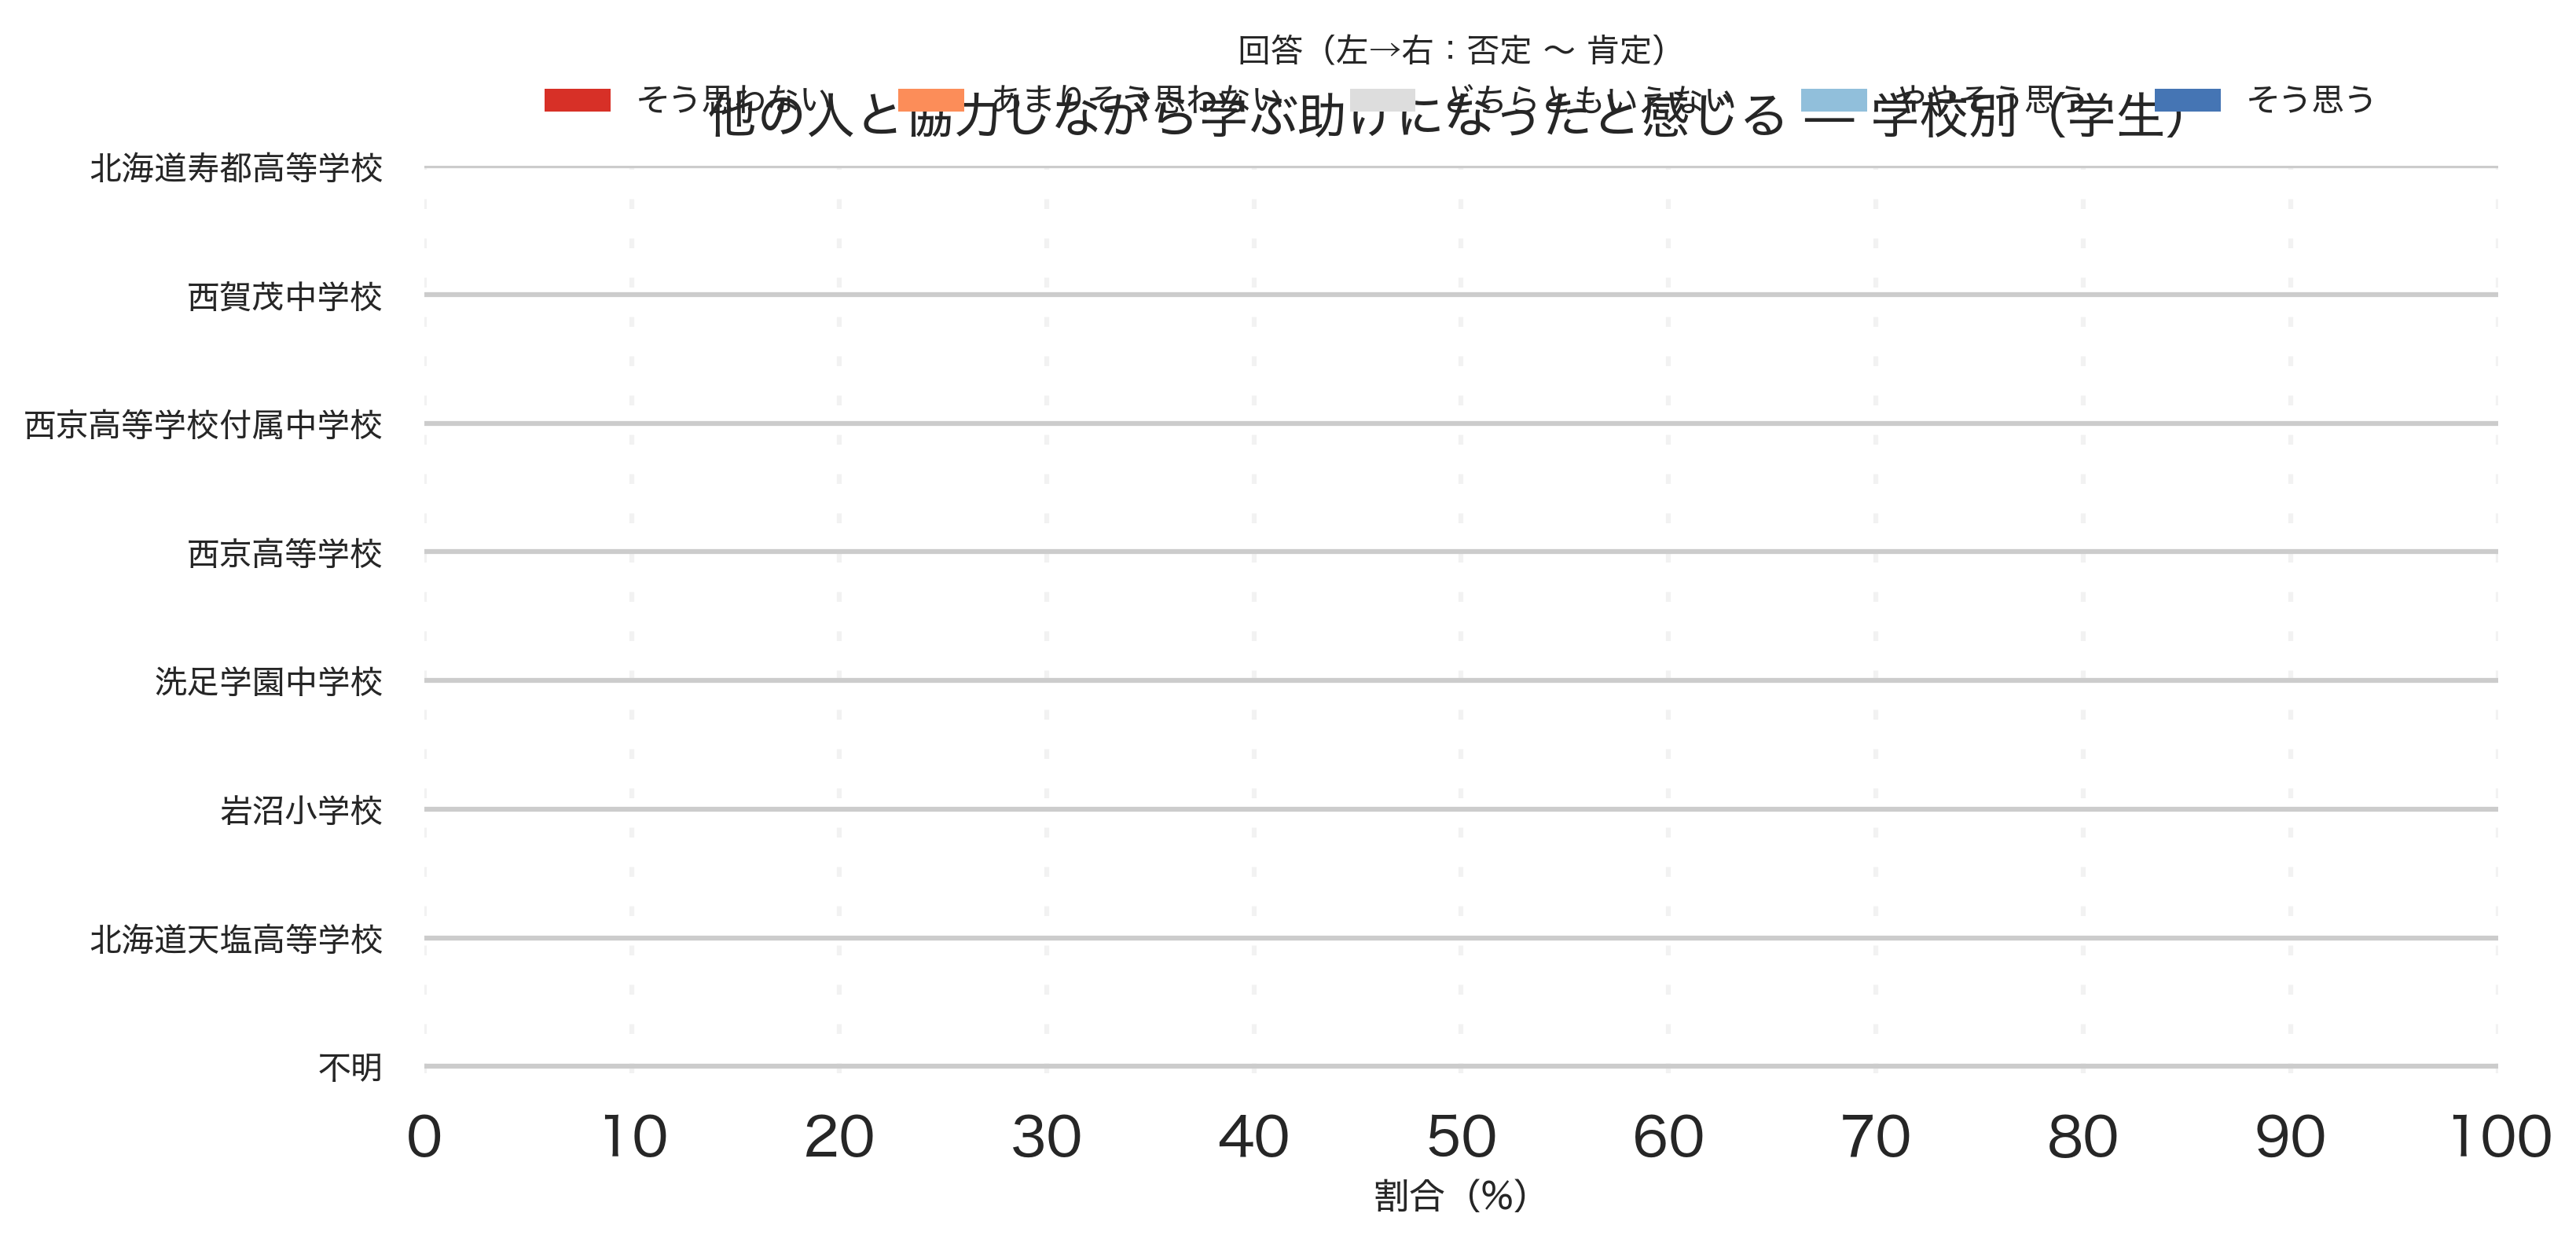 回答（左→右：否定 ～ 肯定）
そう思わない あまりそう思わない どちらともいえない ややそう思う そう思う
他の人と協力しながら学ぶ助けになったと感じる — 学校別（学生）
北海道寿都高等学校
西賀茂中学校
西京高等学校付属中学校
西京高等学校
洗足学園中学校
岩沼小学校
北海道天塩高等学校
不明
0 10 20 30 40 50 60 70 80 90 100
割合（%）